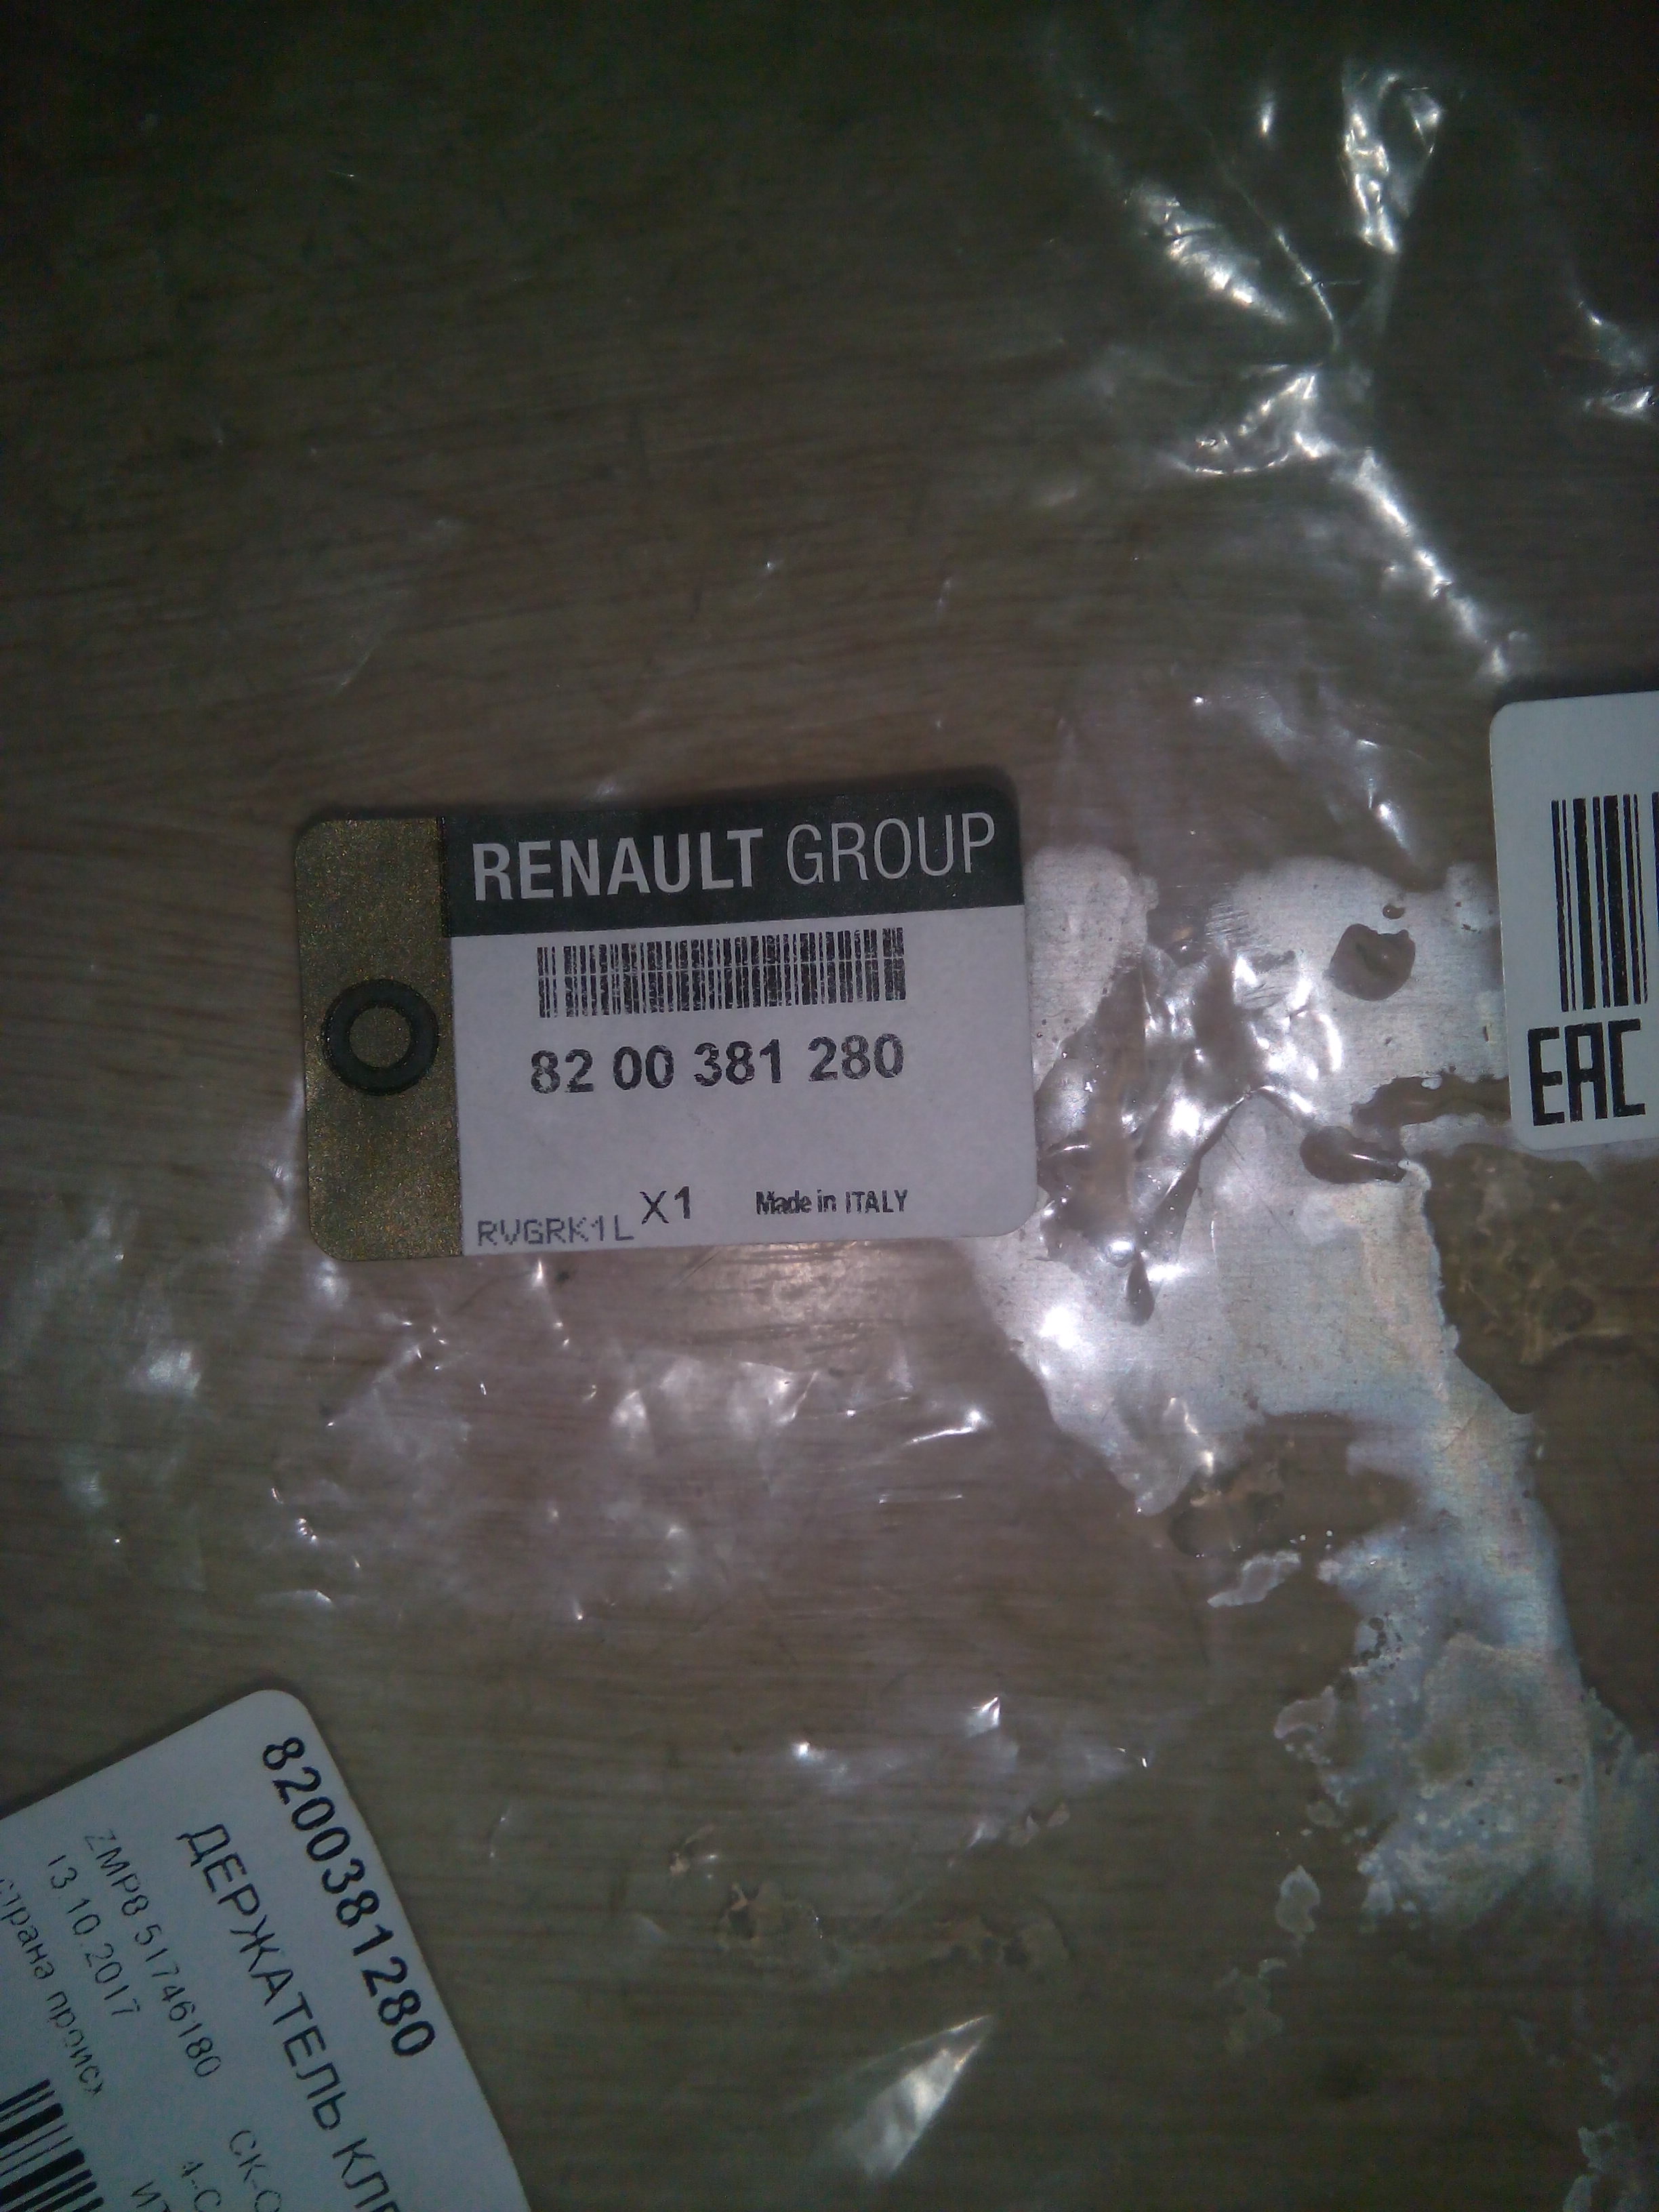 RENAULT GROUP
82 00 381 280
X1
Made in ITALY
RVGRK1L
EAC
8200381280
ДЕРЖАТЕЛЬ
ZMP8 51746180
13.10.2017